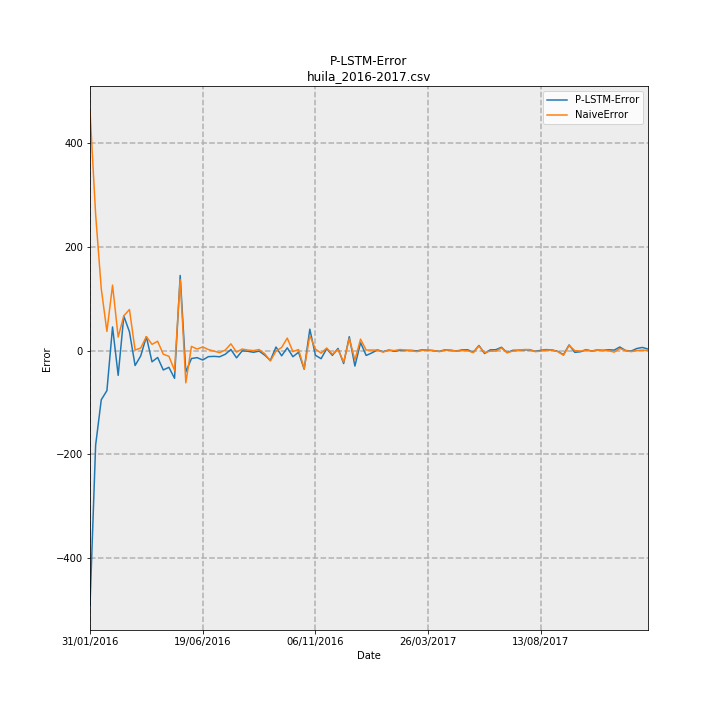 P-LSTM-Error
huila_2016-2017.csv
P-LSTM-Error
NaiveError
400
200
0
−200
−400
Error
31/01/2016
19/06/2016
06/11/2016
26/03/2017
13/08/2017
Date